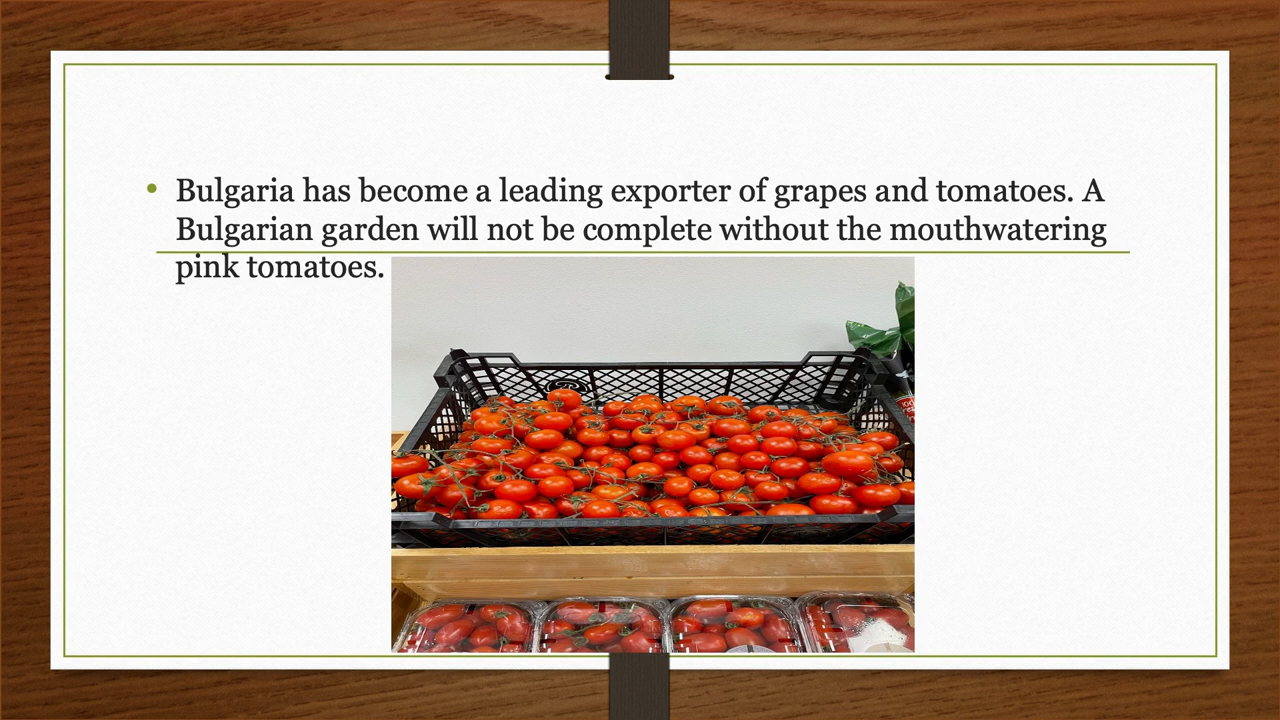 Bulgaria has become a leading exporter of grapes and tomatoes. A
Bulgarian garden will not be complete without the mouthwatering
pink tomatoes.